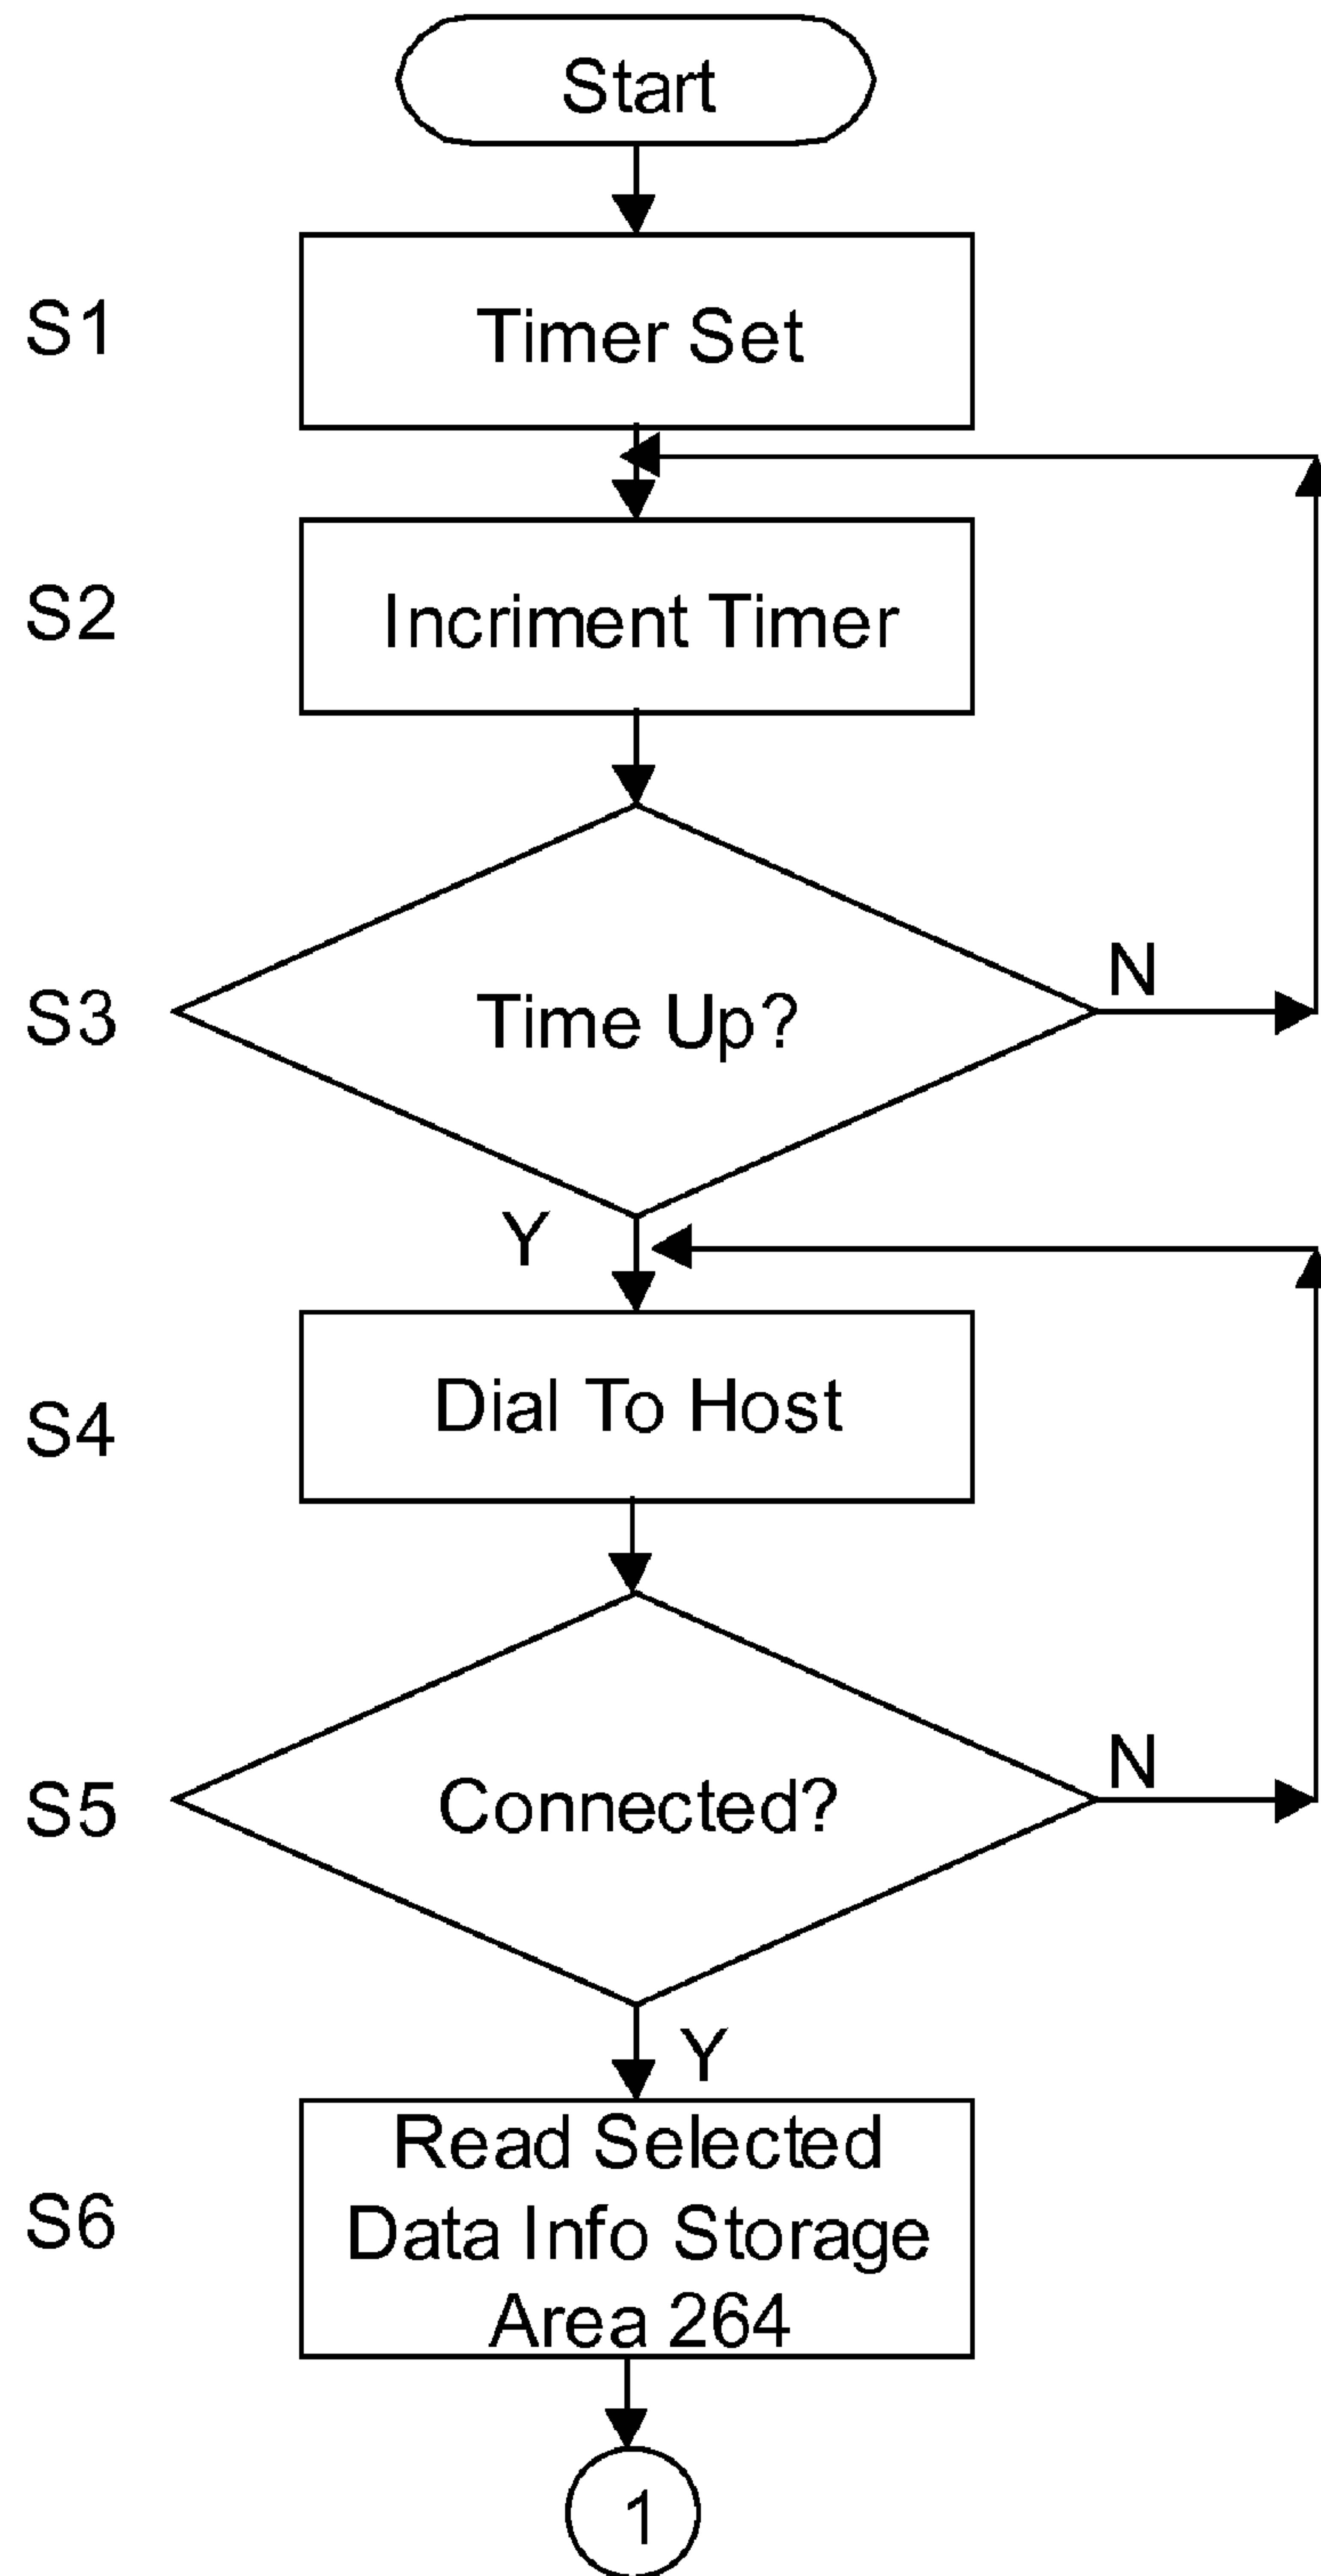 Start
S1
Timer Set
S2
Incriment Timer
S3
Time Up?
N
Y
S4
Dial To Host
S5
Connected?
N
Y
S6
Read Selected
Data Info Storage
Area 264
1